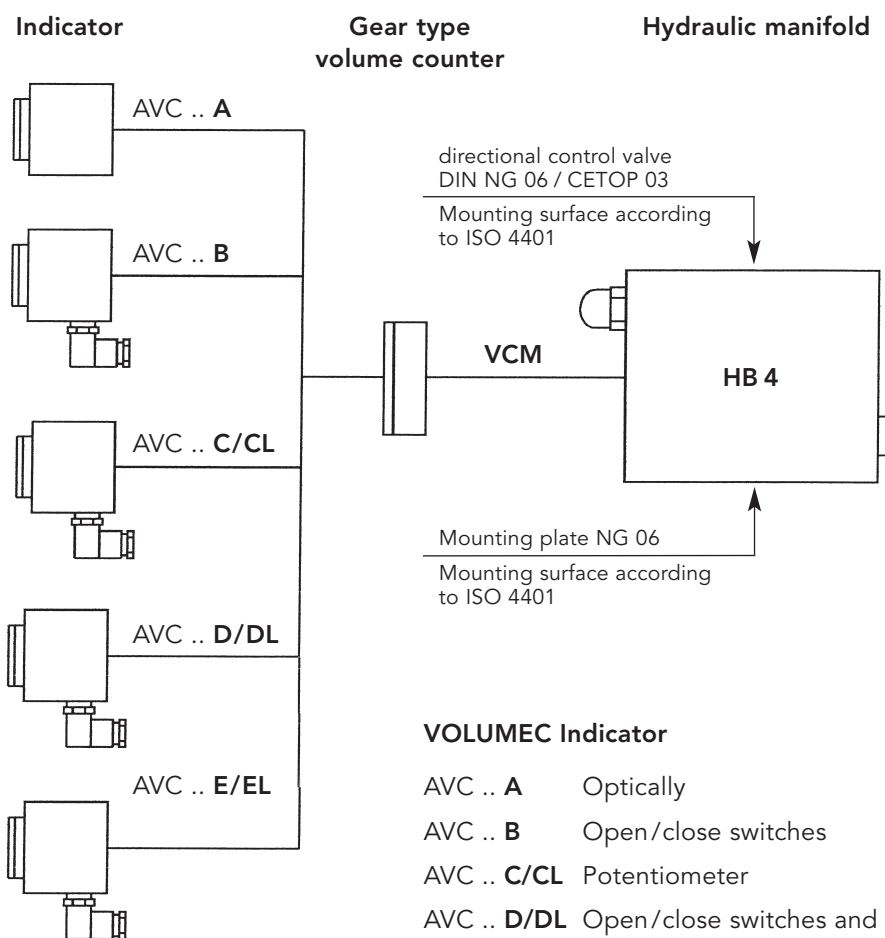 Indicator
Gear type
volume counter
Hydraulic manifold
AVC .. A
directional control valve
DIN NG 06 / CETOP 03
Mounting surface according
to ISO 4401
AVC .. B
VCM
HB 4
AVC .. C/CL
Mounting plate NG 06
Mounting surface according
to ISO 4401
AVC .. D/DL
AVC .. E/EL
VOLUMEC Indicator
AVC .. A Optically
AVC .. B Open/close switches
AVC .. C/CL Potentiometer
AVC .. D/DL Open/close switches and